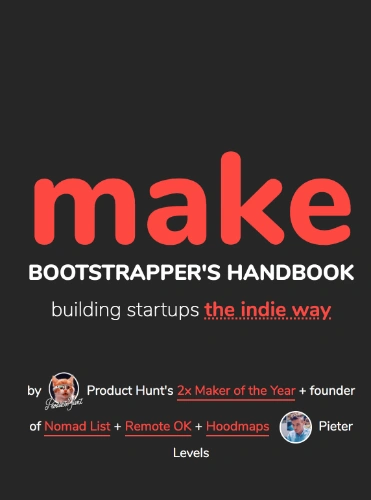 make
BOOTSTRAPPER'S HANDBOOK
building startups the indie way
by Product Hunt's 2x Maker of the Year + founder
of Nomad List + Remote OK + Hoodmaps Pieter
Levels